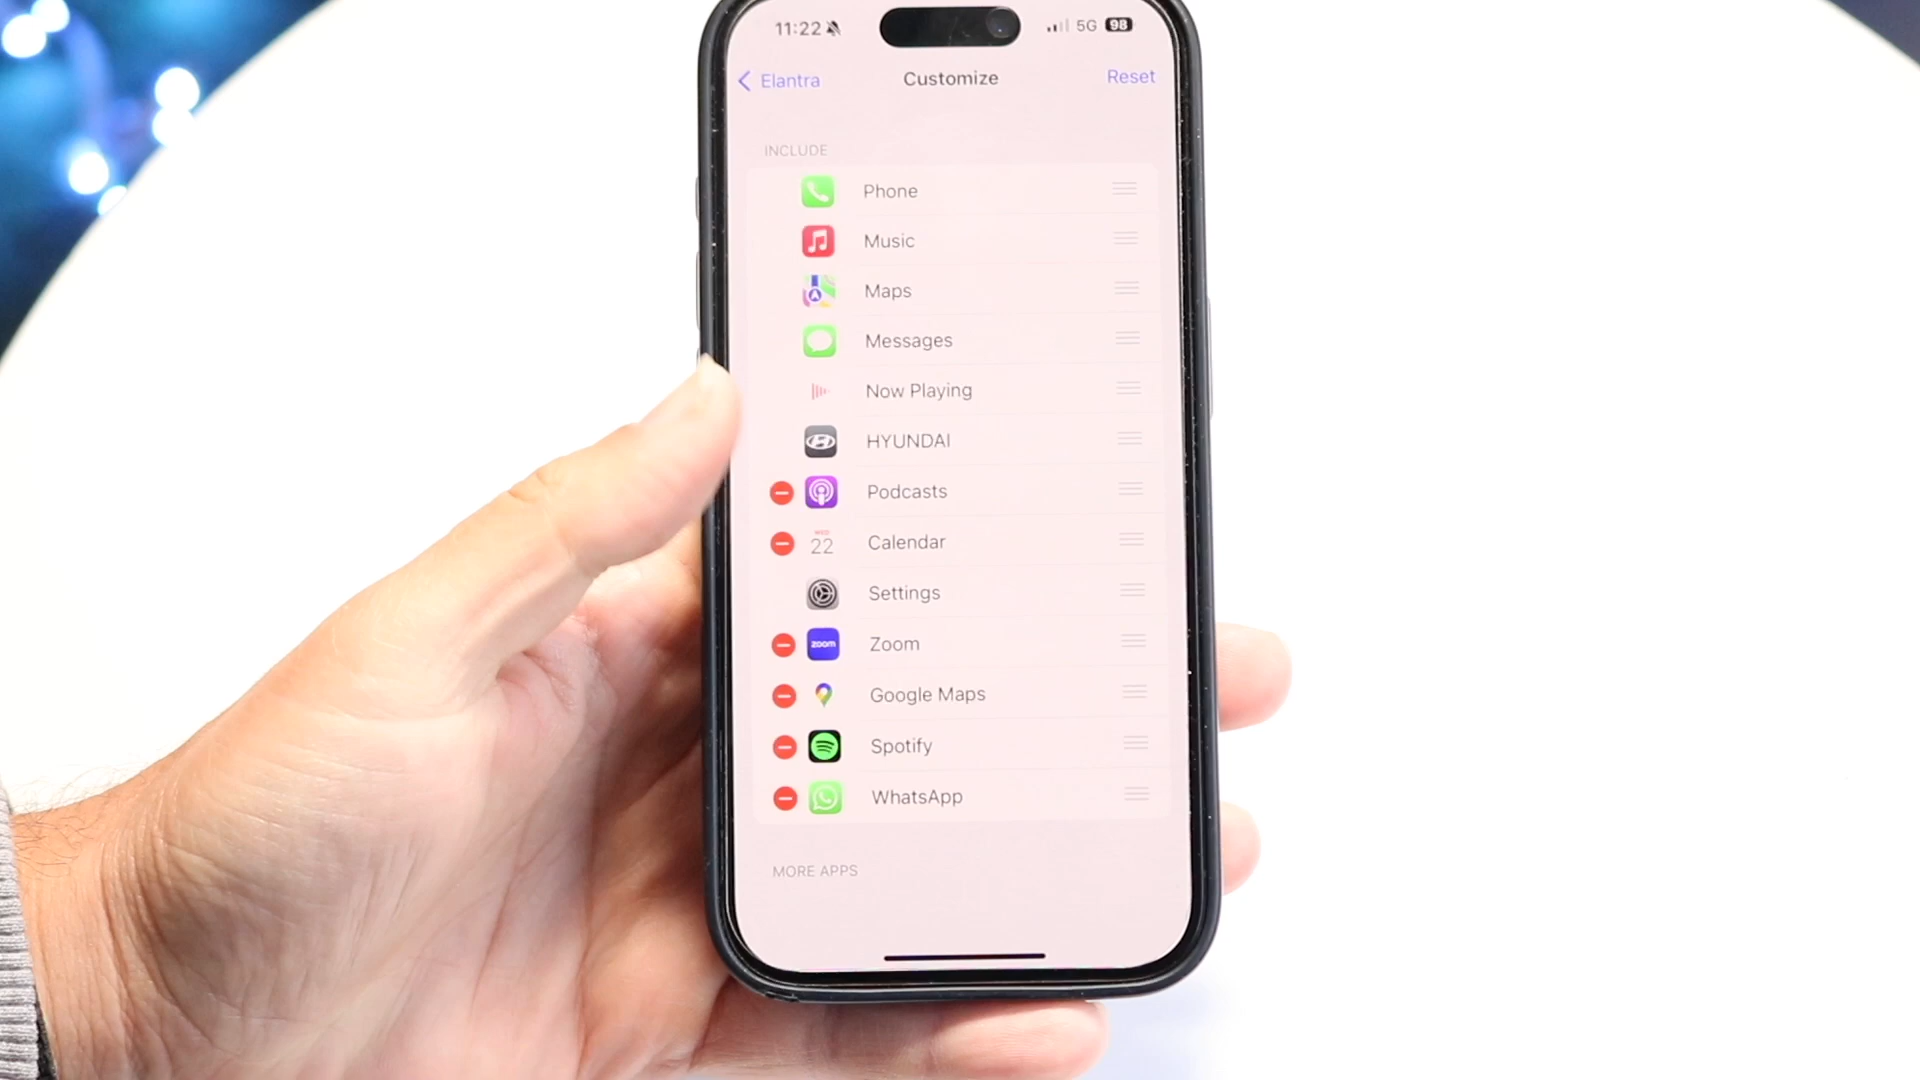 11:22 5G 98
Elantra Customize Reset
INCLUDE
Phone
Music
Maps
Messages
Now Playing
HYUNDAI
Podcasts
WED
22 Calendar
Settings
zoom Zoom
Google Maps
Spotify
WhatsApp
MORE APPS